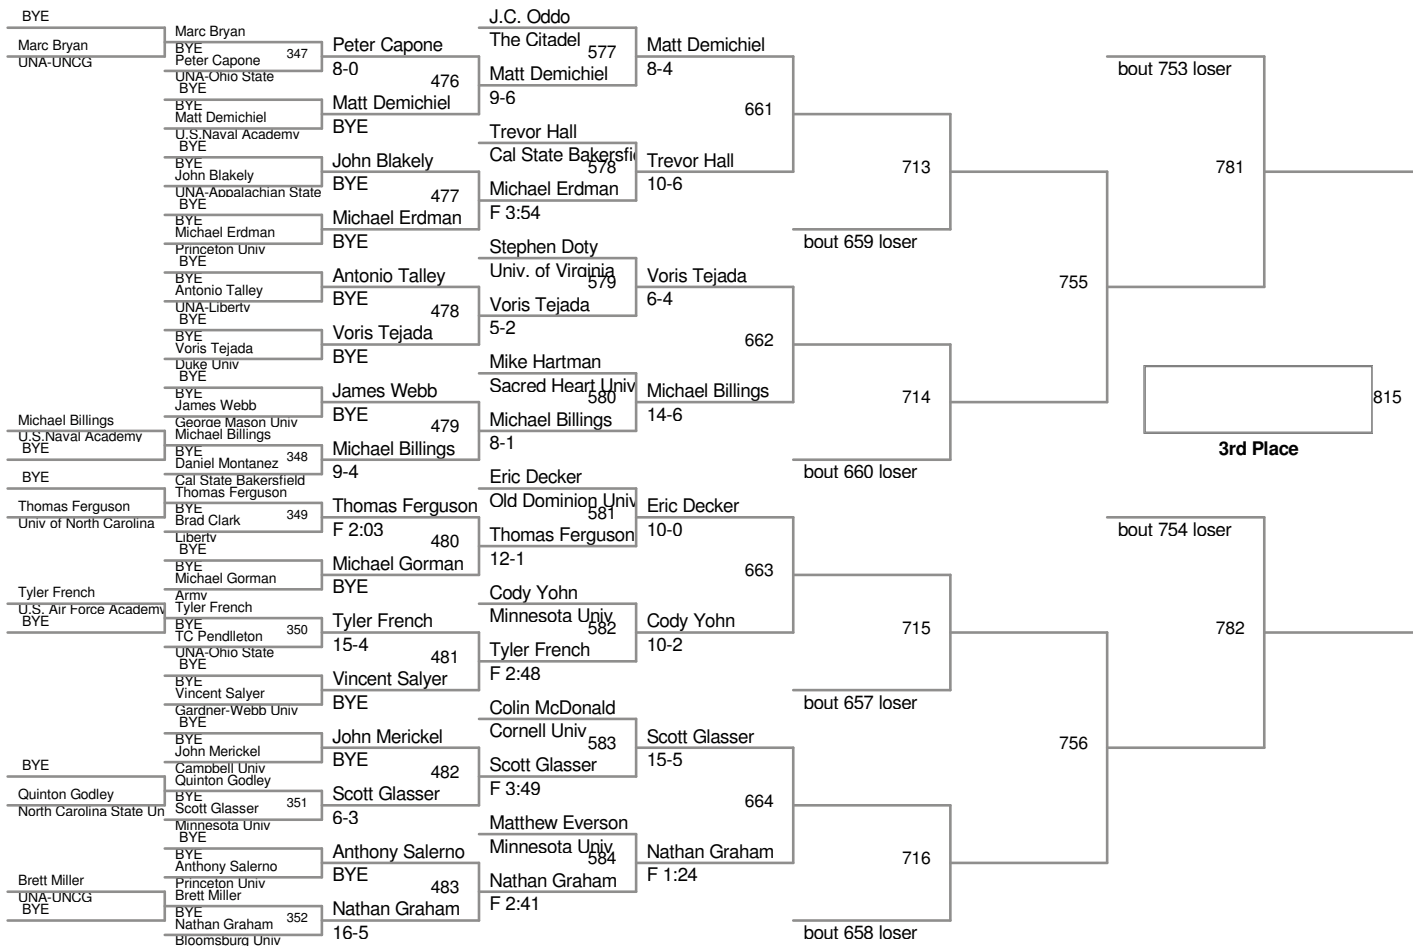 BYE
Marc Bryan
UNA-UNCG
Michael Billings
U.S.Naval Academy
BYE
BYE
Thomas Ferguson
Univ of North Carolina
Tyler French
U.S. Air Force Academy
BYE
BYE
Quinton Godley
North Carolina State Un
Brett Miller
UNA-UNCG
BYE
Marc Bryan
BYE
347
Peter Capone
UNA-Ohio State
BYE
BYE
Matt Demichiel
U.S.Naval Academy
BYE
BYE
John Blakely
UNA-Appalachian State
BYE
BYE
Michael Erdman
Princeton Univ
BYE
BYE
Antonio Talley
UNA-Liberty
BYE
BYE
Voris Tejada
Duke Univ
BYE
BYE
James Webb
George Mason Univ
Michael Billings
BYE
348
Daniel Montanez
Cal State Bakersfield
Thomas Ferguson
BYE
349
Brad Clark
Liberty
BYE
BYE
Michael Gorman
Army
Tyler French
BYE
350
TC Pendlleton
UNA-Ohio State
BYE
BYE
Vincent Salyer
Gardner-Webb Univ
BYE
BYE
John Merickel
Campbell Univ
Quinton Godley
BYE
351
Scott Glasser
Minnesota Univ
BYE
BYE
Anthony Salerno
Princeton Univ
Brett Miller
BYE
352
Nathan Graham
Bloomsburg Univ
Peter Capone
8-0
476
Matt Demichiel
BYE
John Blakely
BYE
477
Michael Erdman
BYE
Antonio Talley
BYE
478
Voris Tejada
BYE
James Webb
BYE
479
Michael Billings
9-4
Thomas Ferguson
F 2:03
480
Michael Gorman
BYE
Tyler French
15-4
481
Vincent Salyer
BYE
John Merickel
BYE
482
Scott Glasser
6-3
Anthony Salerno
BYE
483
Nathan Graham
16-5
J.C. Oddo
The Citadel
577
Matt Demichiel
9-6
Trevor Hall
Cal State Bakersfie
578
Michael Erdman
F 3:54
Stephen Doty
Univ. of Virginia
579
Voris Tejada
5-2
Mike Hartman
Sacred Heart Univ
580
Michael Billings
8-1
Eric Decker
Old Dominion Univ
581
Thomas Ferguson
12-1
Cody Yohn
Minnesota Univ
582
Tyler French
F 2:48
Colin McDonald
Cornell Univ
583
Scott Glasser
F 3:49
Matthew Everson
Minnesota Univ
584
Nathan Graham
F 2:41
Matt Demichiel
8-4
661
Trevor Hall
10-6
Voris Tejada
6-4
662
Michael Billings
14-6
Eric Decker
10-0
663
Cody Yohn
10-2
Scott Glasser
15-5
664
Nathan Graham
F 1:24
713
bout 659 loser
714
bout 660 loser
715
bout 657 loser
716
bout 658 loser
755
756
bout 753 loser
781
bout 754 loser
782
815
3rd Place